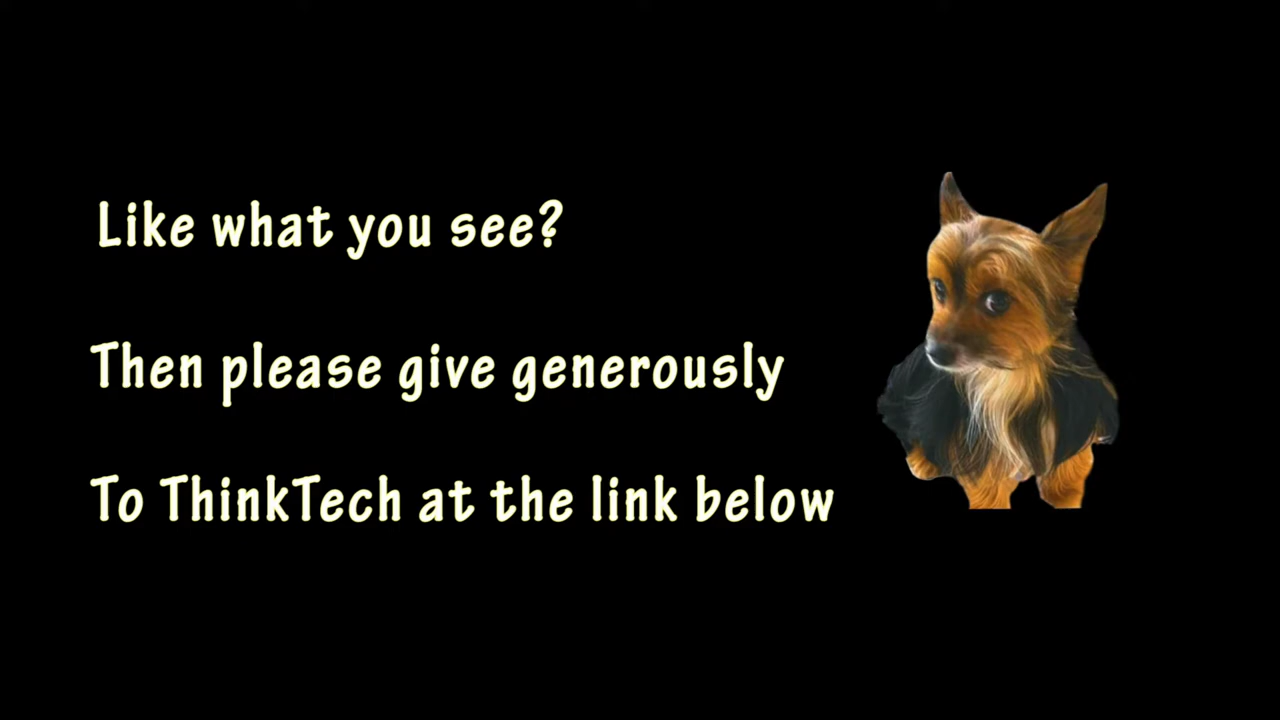 Like what you see?
Then please give generously
To ThinkTech at the link below